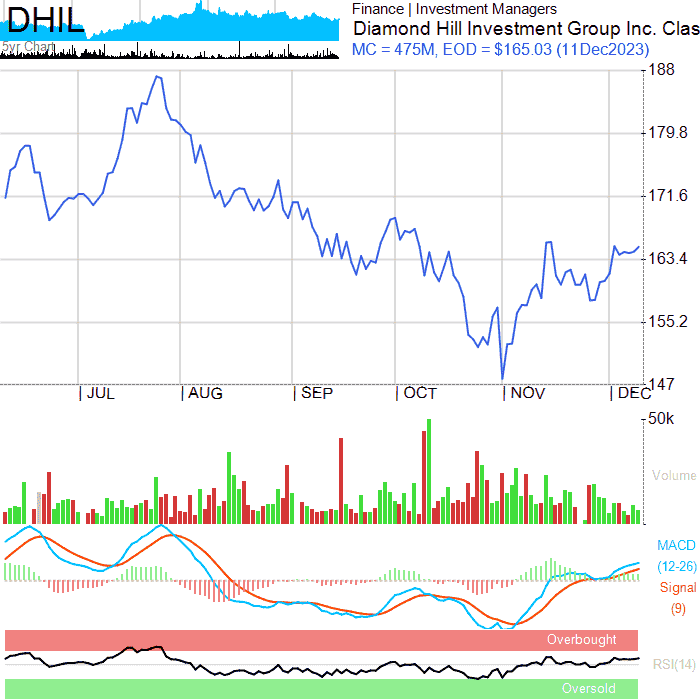 DHIL
5yr Chart
Finance | Investment Managers
Diamond Hill Investment Group Inc. Clas
MC = 475M, EOD = $165.03 (11Dec2023)
188
179.8
171.6
163.4
155.2
147
JUL AUG SEP OCT NOV DEC
50k
Volume
MACD
(12-26)
Signal
(9)
Overbought
RSI(14)
Oversold